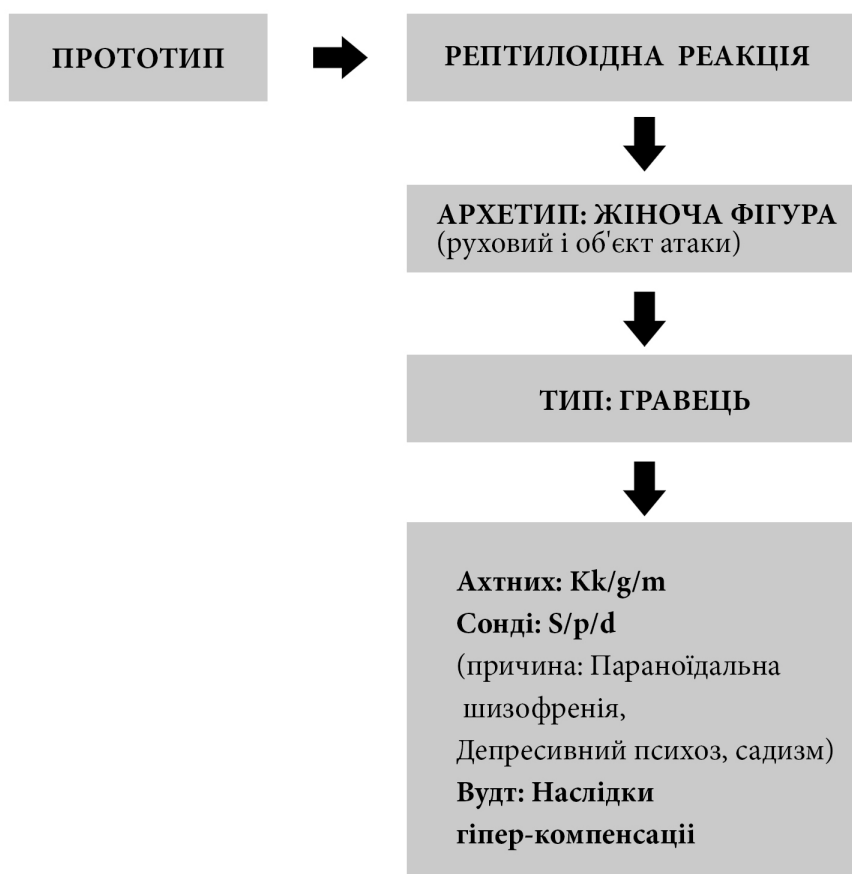 ПРОТОТИП
РЕПТИЛОІДНА РЕАКЦІЯ
АРХЕТИП: ЖІНОЧА ФІГУРА
(руховий і об'єкт атаки)
ТИП: ГРАВЕЦЬ
Ахтних: Kk/g/m
Сонді: S/p/d
(причина: Параноїдальна
шизофренія,
Депресивний психоз, садизм)
Вудт: Наслідки
гіпер-компенсаціі